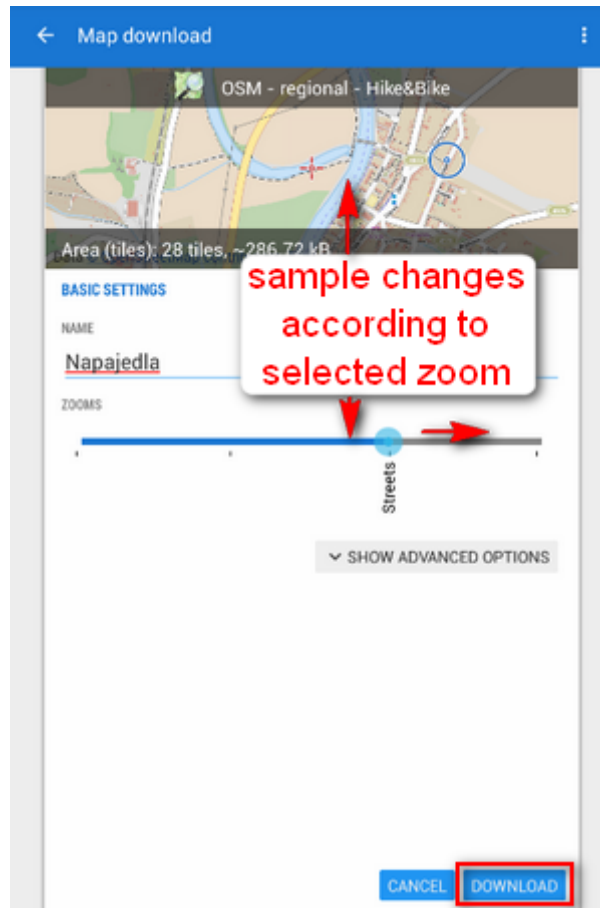 Map download
OSM - regional - Hike&Bike
Area (tiles): 28 tiles, ~286.72 kB
sample changes
according to
selected zoom
BASIC SETTINGS
NAME
Napajedla
ZOOMS
Streets -
SHOW ADVANCED OPTIONS
CANCEL
DOWNLOAD